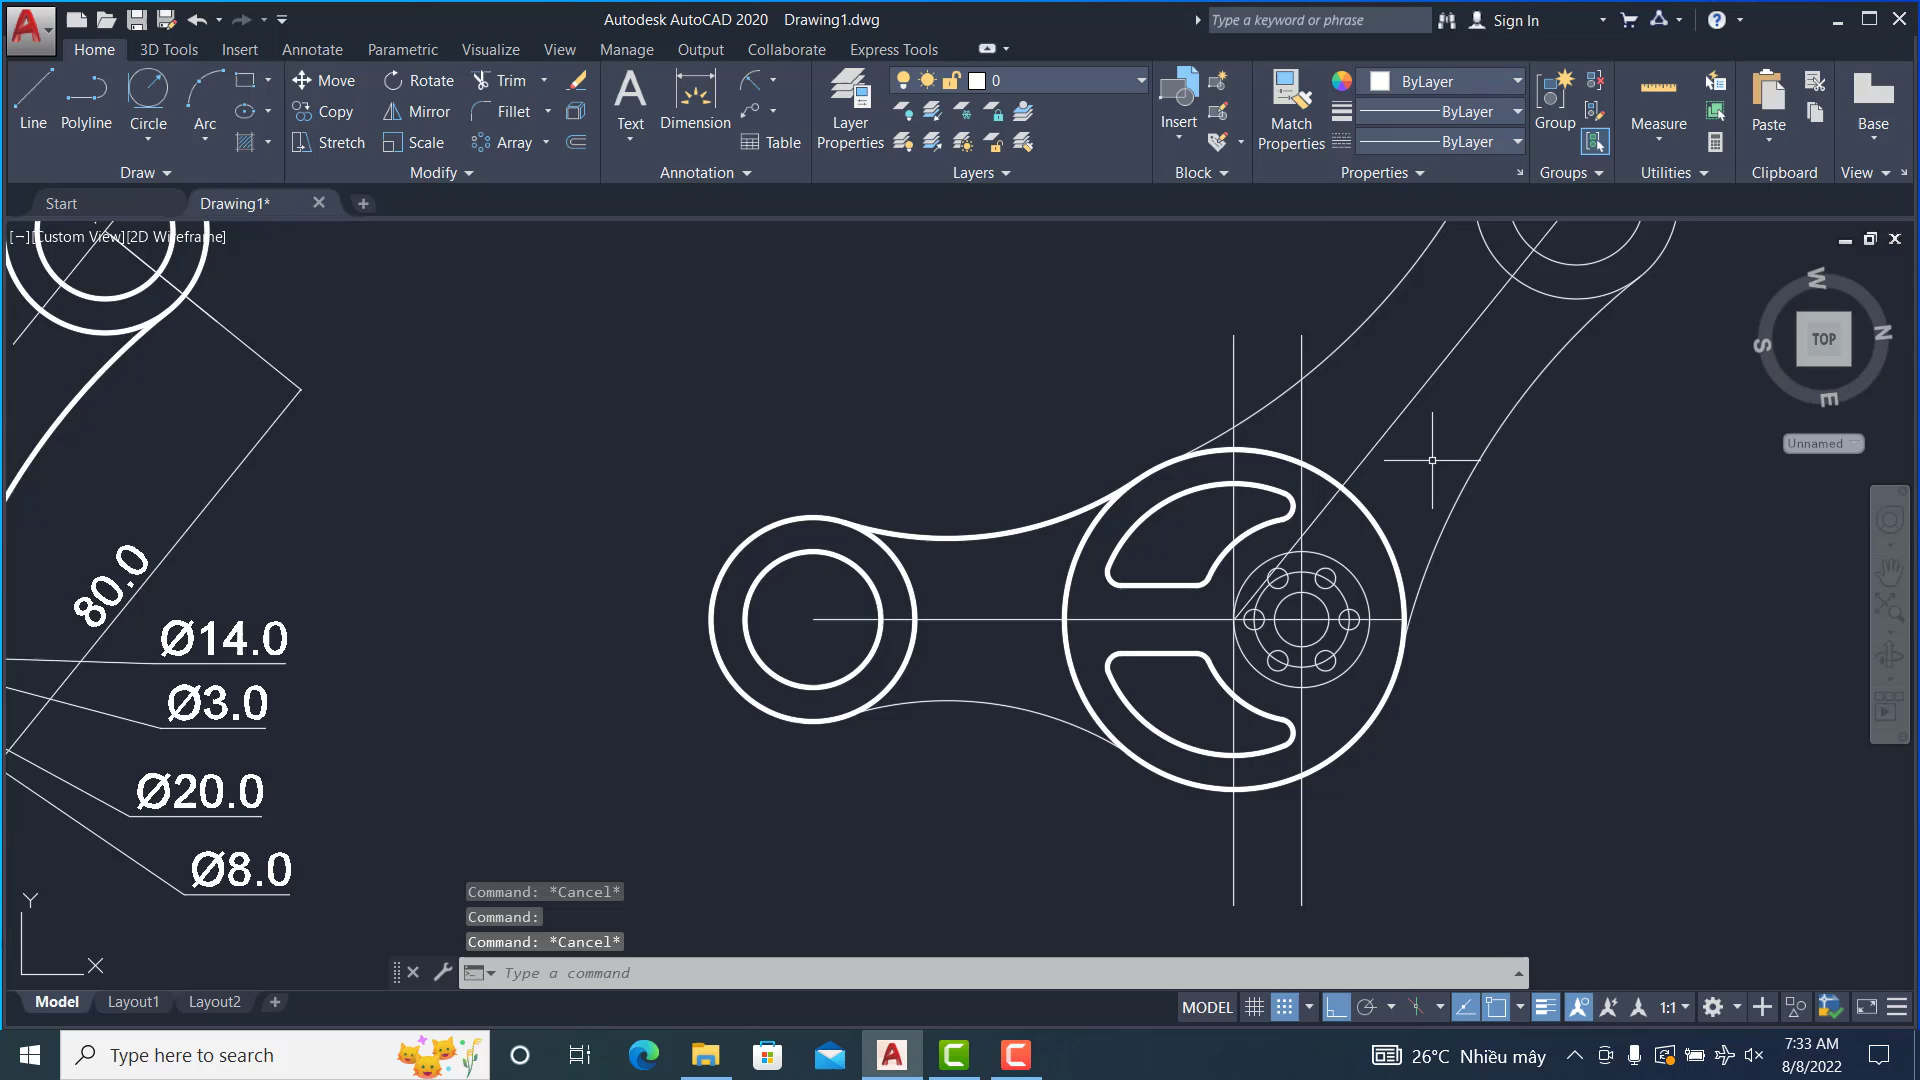 Autodesk AutoCAD 2020 Drawing1.dwg
Type a keyword or phrase
Sign In
Home 3D Tools Insert Annotate Parametric Visualize View Manage Output Collaborate Express Tools
Line Polyline Circle Arc
Move Rotate Trim
Copy Mirror Fillet
Stretch Scale Array
Text Dimension Table
Layer Properties
0
Insert
Match Properties
ByLayer
ByLayer
ByLayer
Group
Measure
Paste
Base
Draw Modify Annotation Layers Block Properties Groups Utilities Clipboard View
Start Drawing1*
[−][Custom View][2D Wireframe]
W
S TOP N
E
Unnamed
80.0
Ø14.0
Ø3.0
Ø20.0
Ø8.0
Y
X
Command: *Cancel*
Command:
Command: *Cancel*
Type a command
Model Layout1 Layout2
MODEL 1:1
Type here to search
26°C Nhiều mây
7:33 AM
8/8/2022